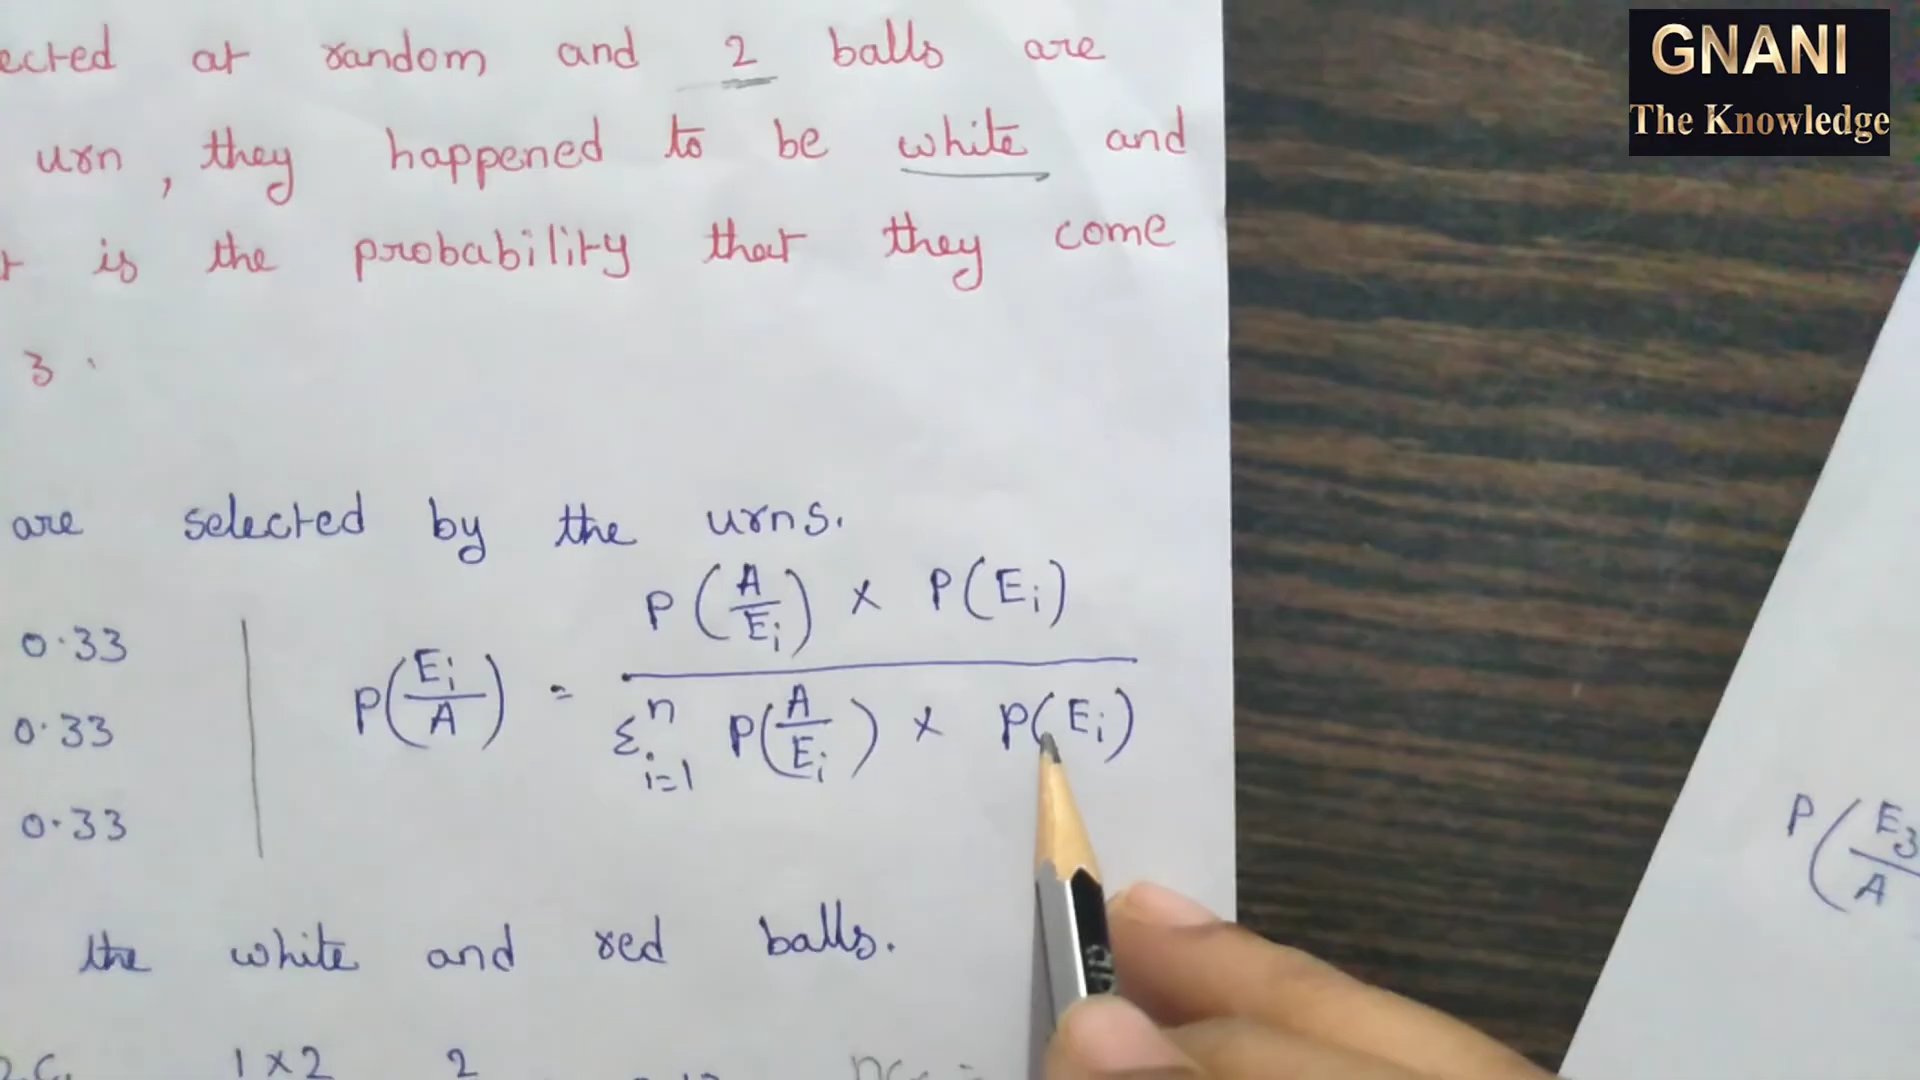 GNANI
The Knowledge
ected at random and 2 balls are
urn, they happened to be white and
is the probability that they come
3.
are selected by the urns.
0.33
0.33
0.33
P(Ei/A) = P(A/Ei) × P(Ei) / Σ i=1 n P(A/Ei) × P(Ei)
P(E3/A
the white and red balls.
1×2 2